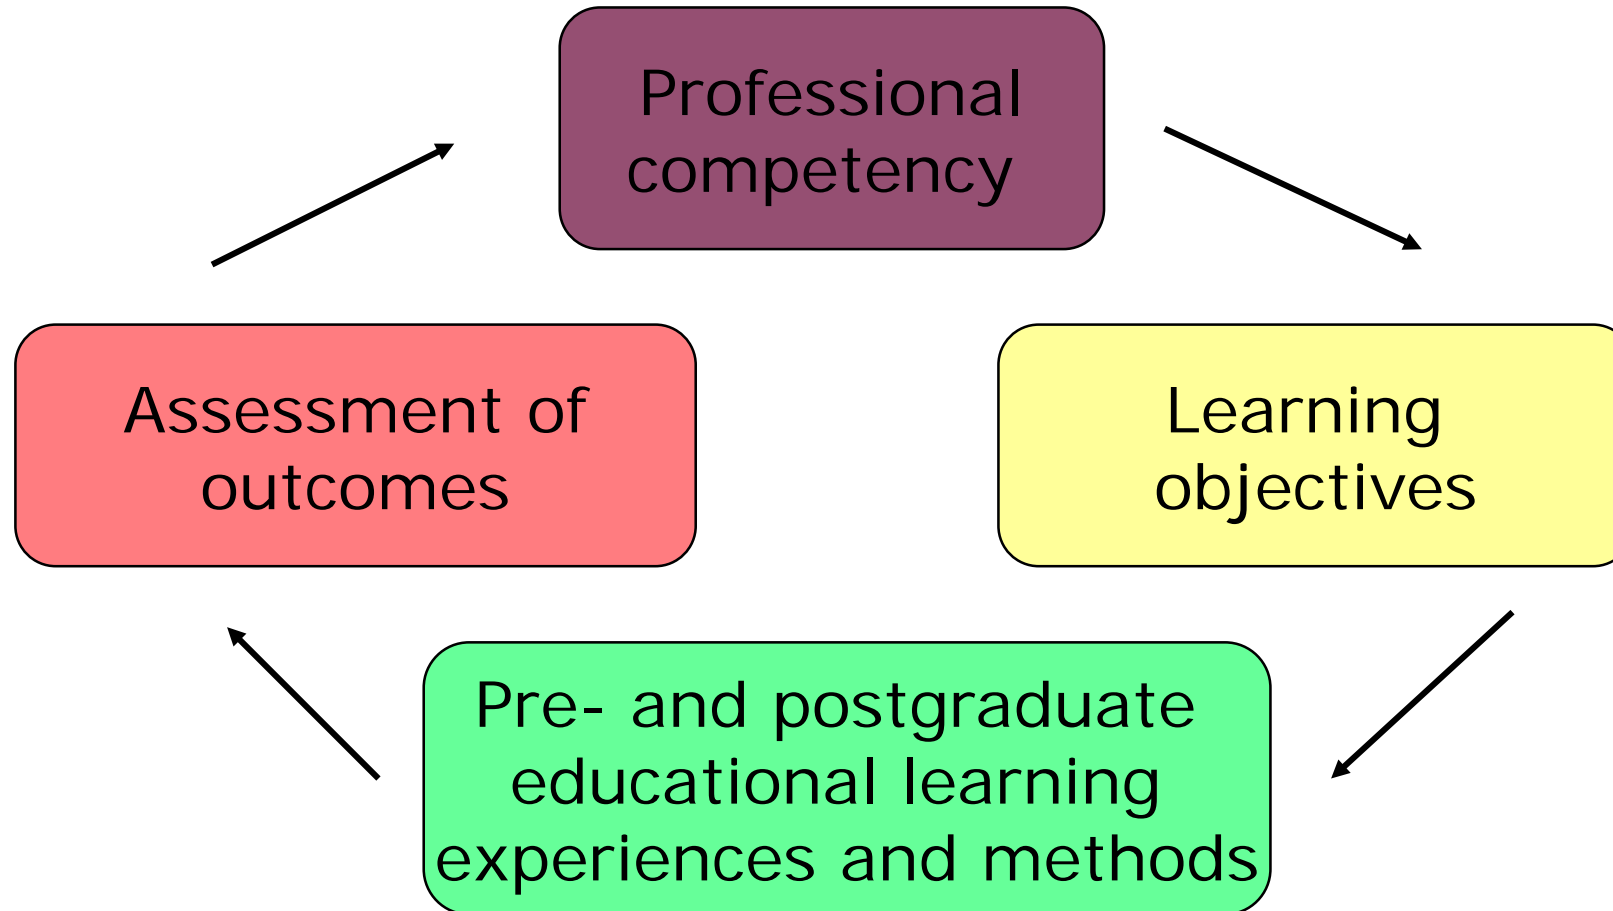 Professional
competency
Assessment of
outcomes
Learning
objectives
Pre- and postgraduate
educational learning
experiences and methods